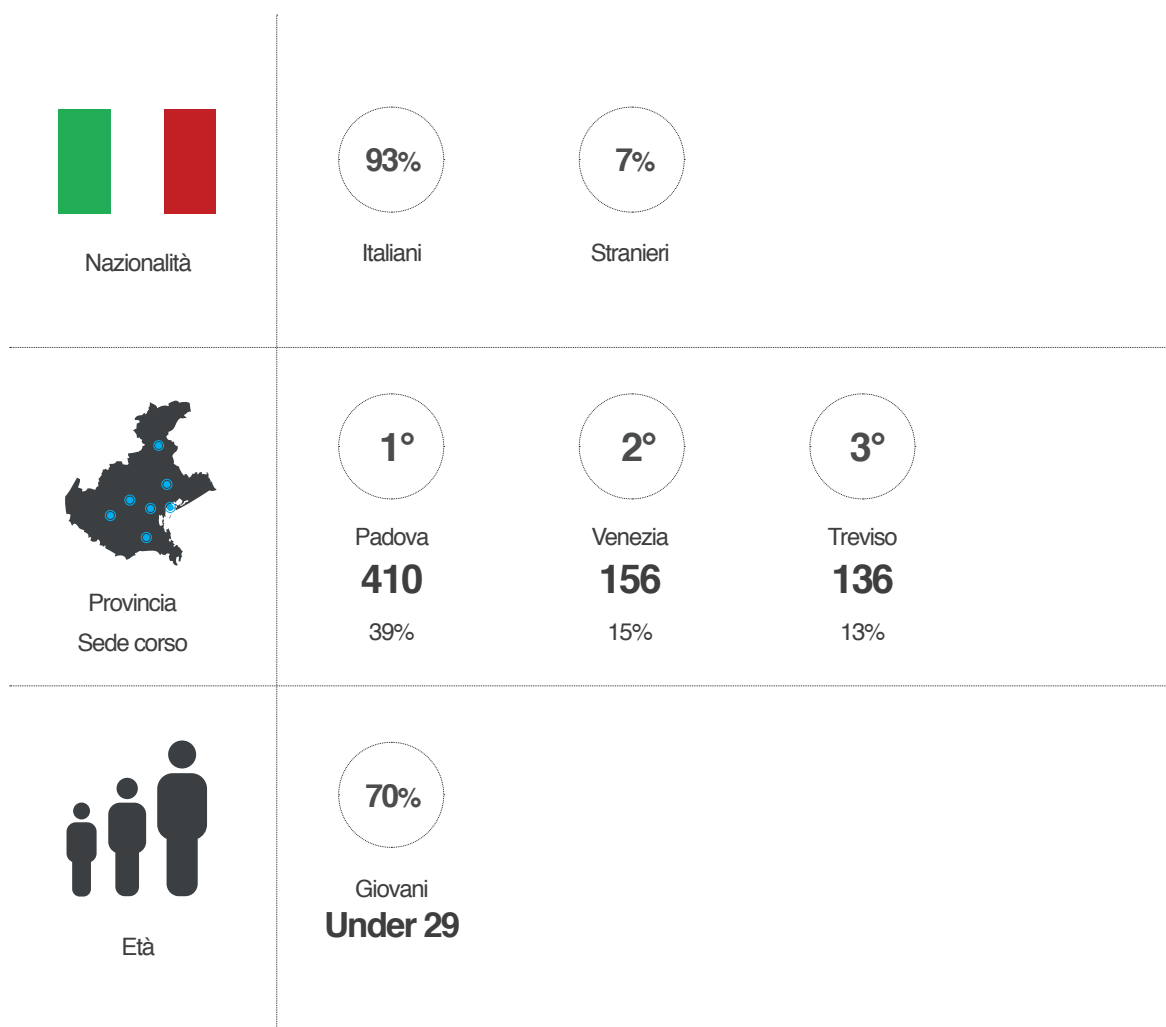 93%
7%
Nazionalità
Italiani
Stranieri
1°
2°
3°
Provincia
Sede corso
Padova
410
39%
Venezia
156
15%
Treviso
136
13%
70%
Età
Giovani
Under 29